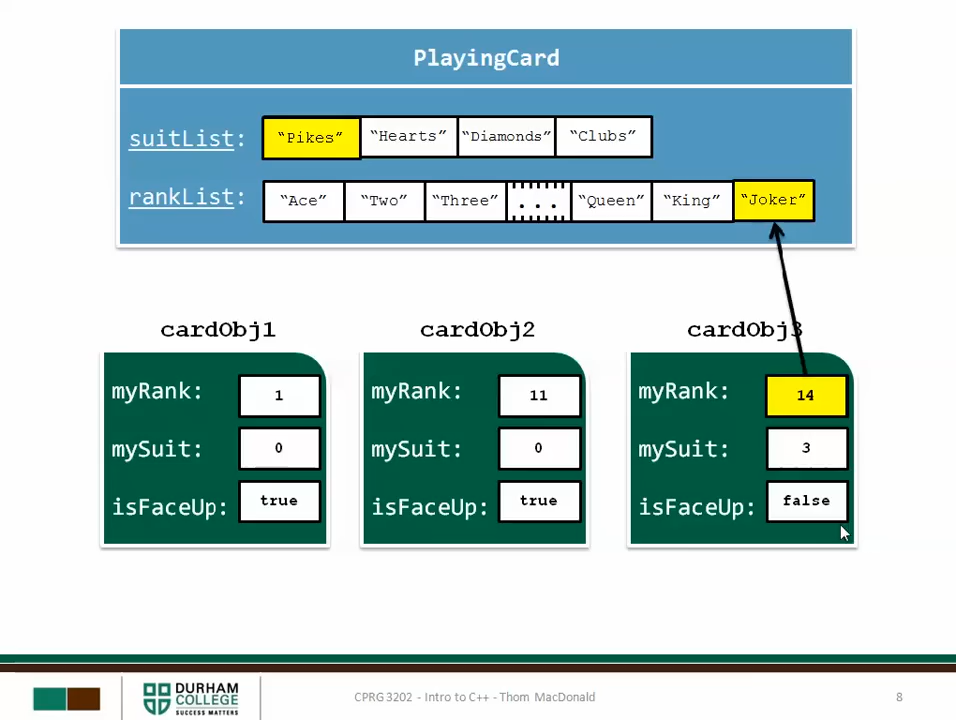 PlayingCard
suitList: “Pikes” “Hearts” “Diamonds” “Clubs”
rankList: “Ace” “Two” “Three” ... “Queen” “King” “Joker”
cardObj1 cardObj2 cardObj3
myRank: 1 myRank: 11 myRank: 14
mySuit: 0 mySuit: 0 mySuit: 3
isFaceUp: true isFaceUp: true isFaceUp: false
DURHAM
COLLEGE
SUCCESS MATTERS
CPRG 3202 - Intro to C++ - Thom MacDonald
8